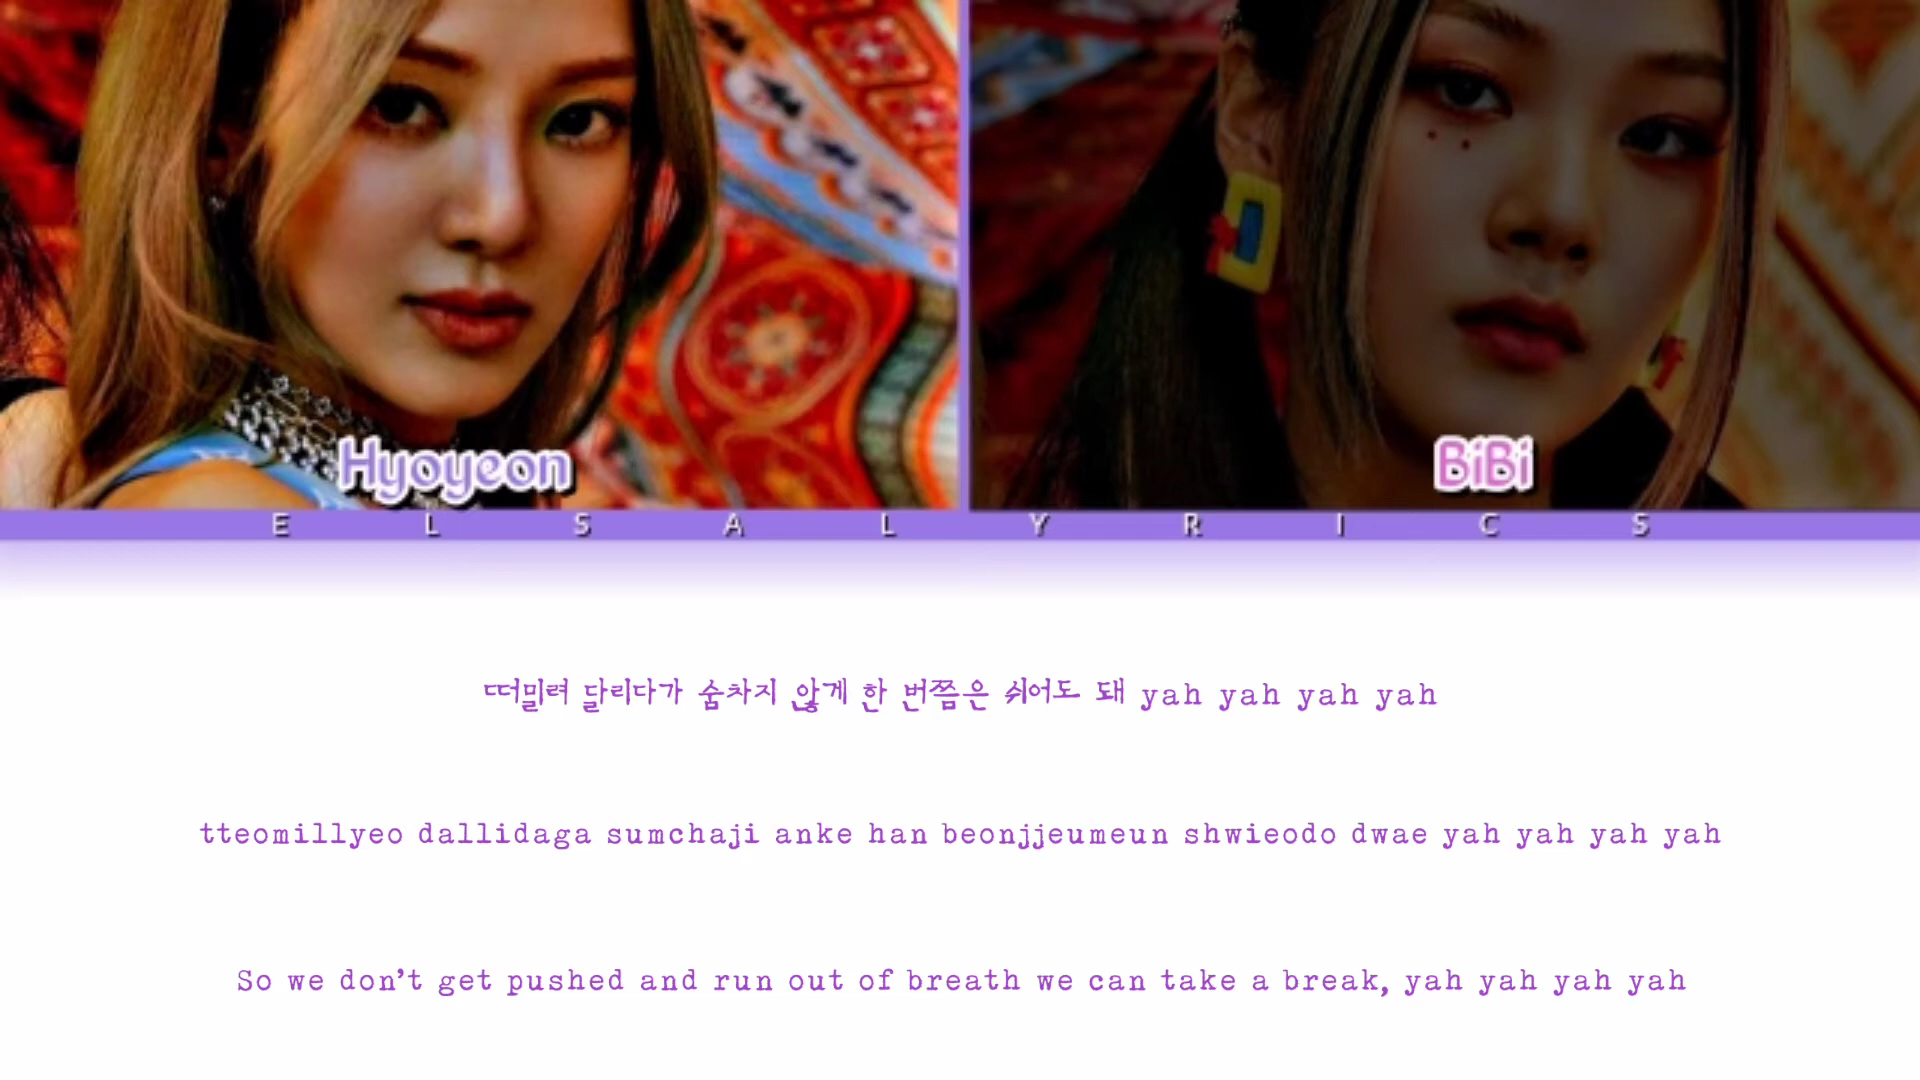 Hyoyeon
BiBi
E L S A L Y R I C S
떠밀려 달리다가 숨차지 않게 한 번쯤은 쉬어도 돼 yah yah yah yah
tteomillyeo dallidaga sumchaji anke han beonjjeumeun shwieodo dwae yah yah yah yah
So we don’t get pushed and run out of breath we can take a break, yah yah yah yah